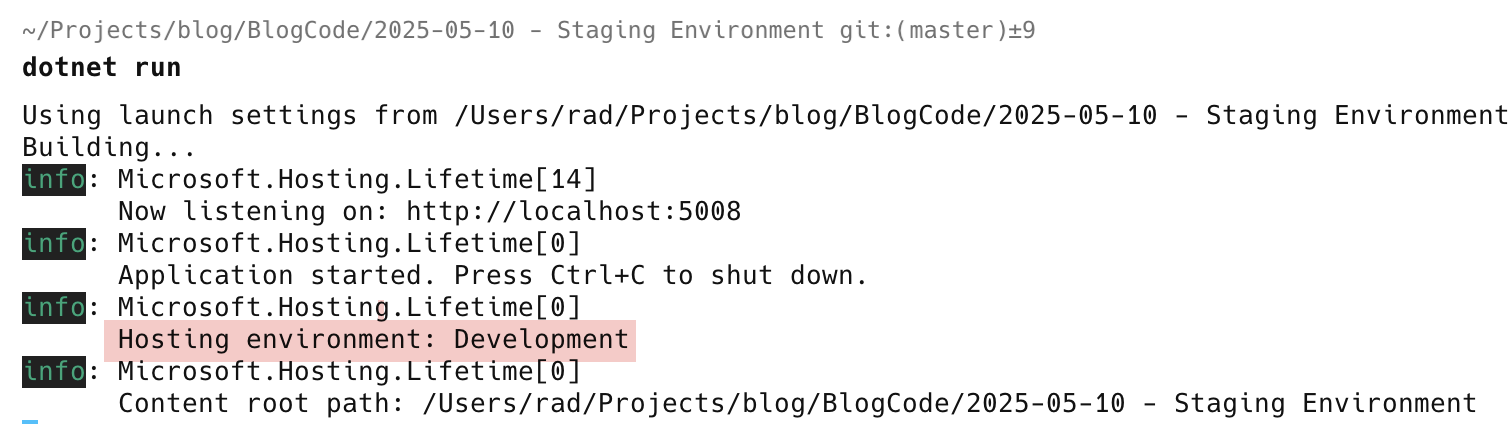 ~/Projects/blog/BlogCode/2025-05-10 - Staging Environment git:(master)±9
dotnet run
Using launch settings from /Users/rad/Projects/blog/BlogCode/2025-05-10 - Staging Environment
Building...
info: Microsoft.Hosting.Lifetime[14]
Now listening on: http://localhost:5008
info: Microsoft.Hosting.Lifetime[0]
Application started. Press Ctrl+C to shut down.
info: Microsoft.Hosting.Lifetime[0]
Hosting environment: Development
info: Microsoft.Hosting.Lifetime[0]
Content root path: /Users/rad/Projects/blog/BlogCode/2025-05-10 - Staging Environment